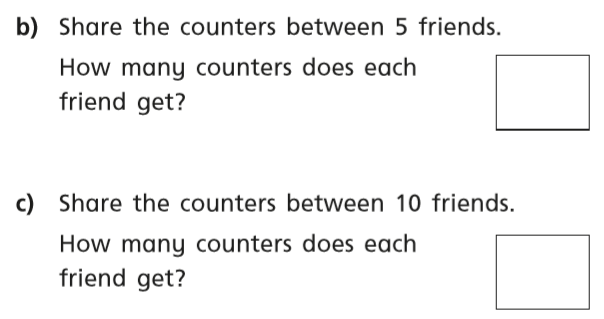 b) Share the counters between 5 friends.
How many counters does each
friend get?
c) Share the counters between 10 friends.
How many counters does each
friend get?